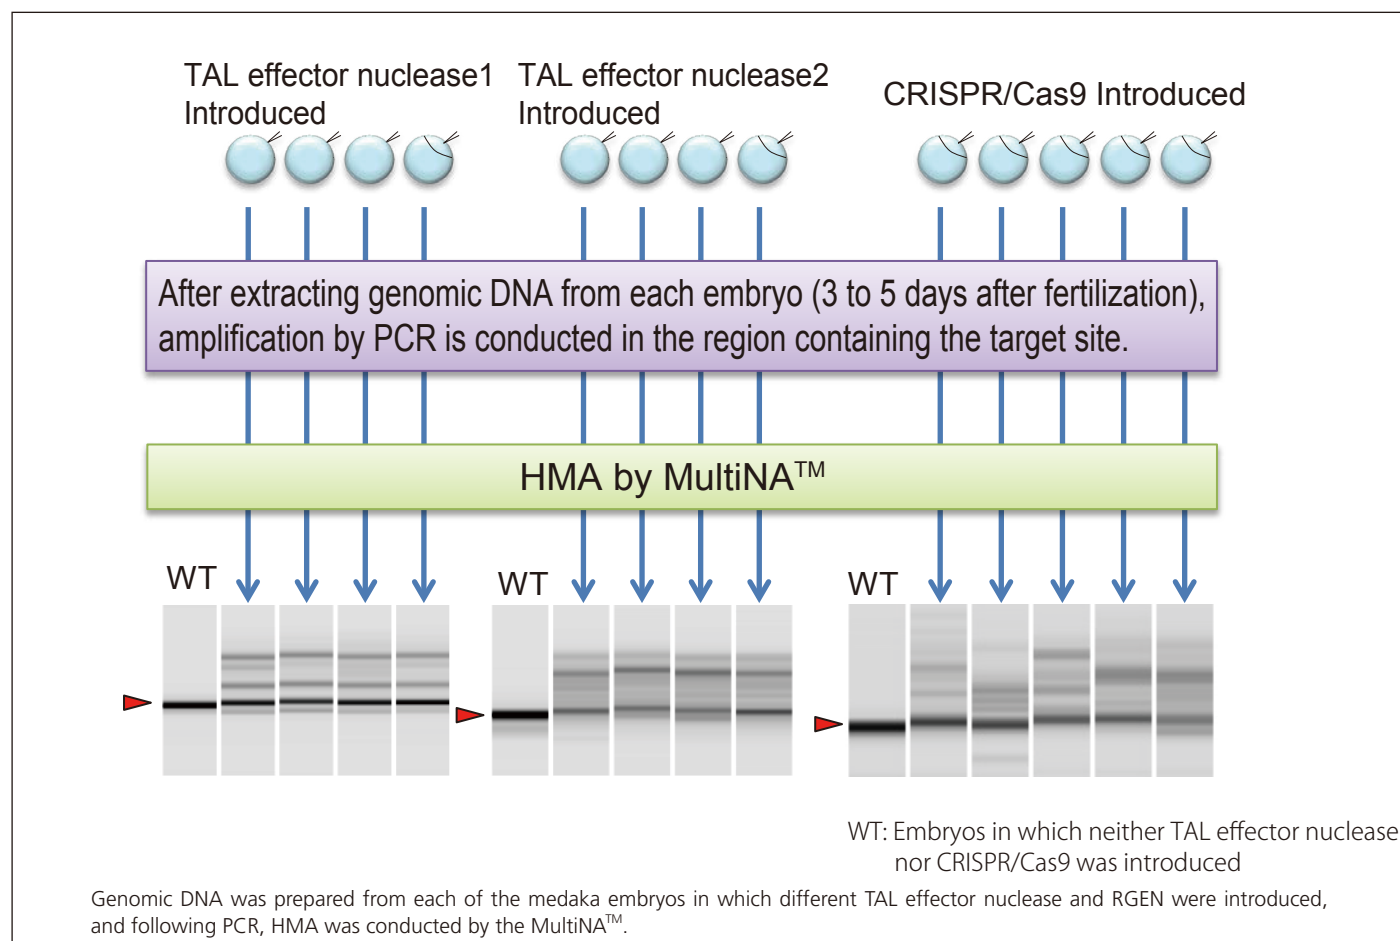 TAL effector nuclease1
Introduced
TAL effector nuclease2
Introduced
CRISPR/Cas9 Introduced
After extracting genomic DNA from each embryo (3 to 5 days after fertilization),
amplification by PCR is conducted in the region containing the target site.
HMA by MultiNA™
WT
WT
WT
WT: Embryos in which neither TAL effector nuclease
nor CRISPR/Cas9 was introduced
Genomic DNA was prepared from each of the medaka embryos in which different TAL effector nuclease and RGEN were introduced,
and following PCR, HMA was conducted by the MultiNA™.